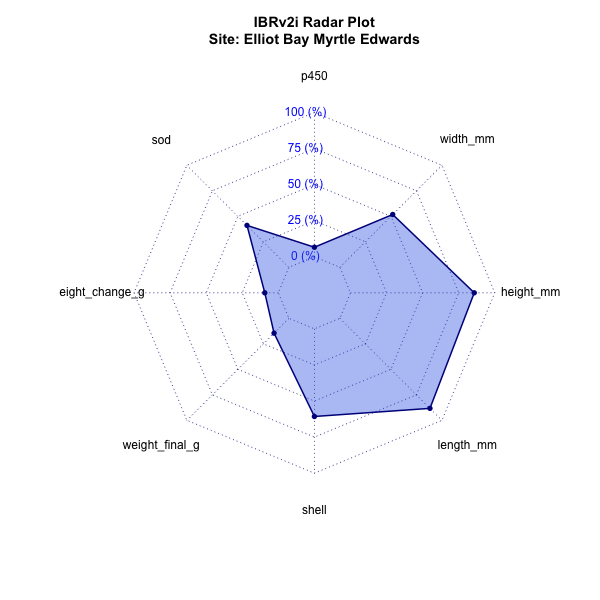 IBRv2i Radar Plot
Site: Elliot Bay Myrtle Edwards
p450
100 (%)
sod
width_mm
75 (%)
50 (%)
25 (%)
0 (%)
eight_change_g
height_mm
weight_final_g
length_mm
shell